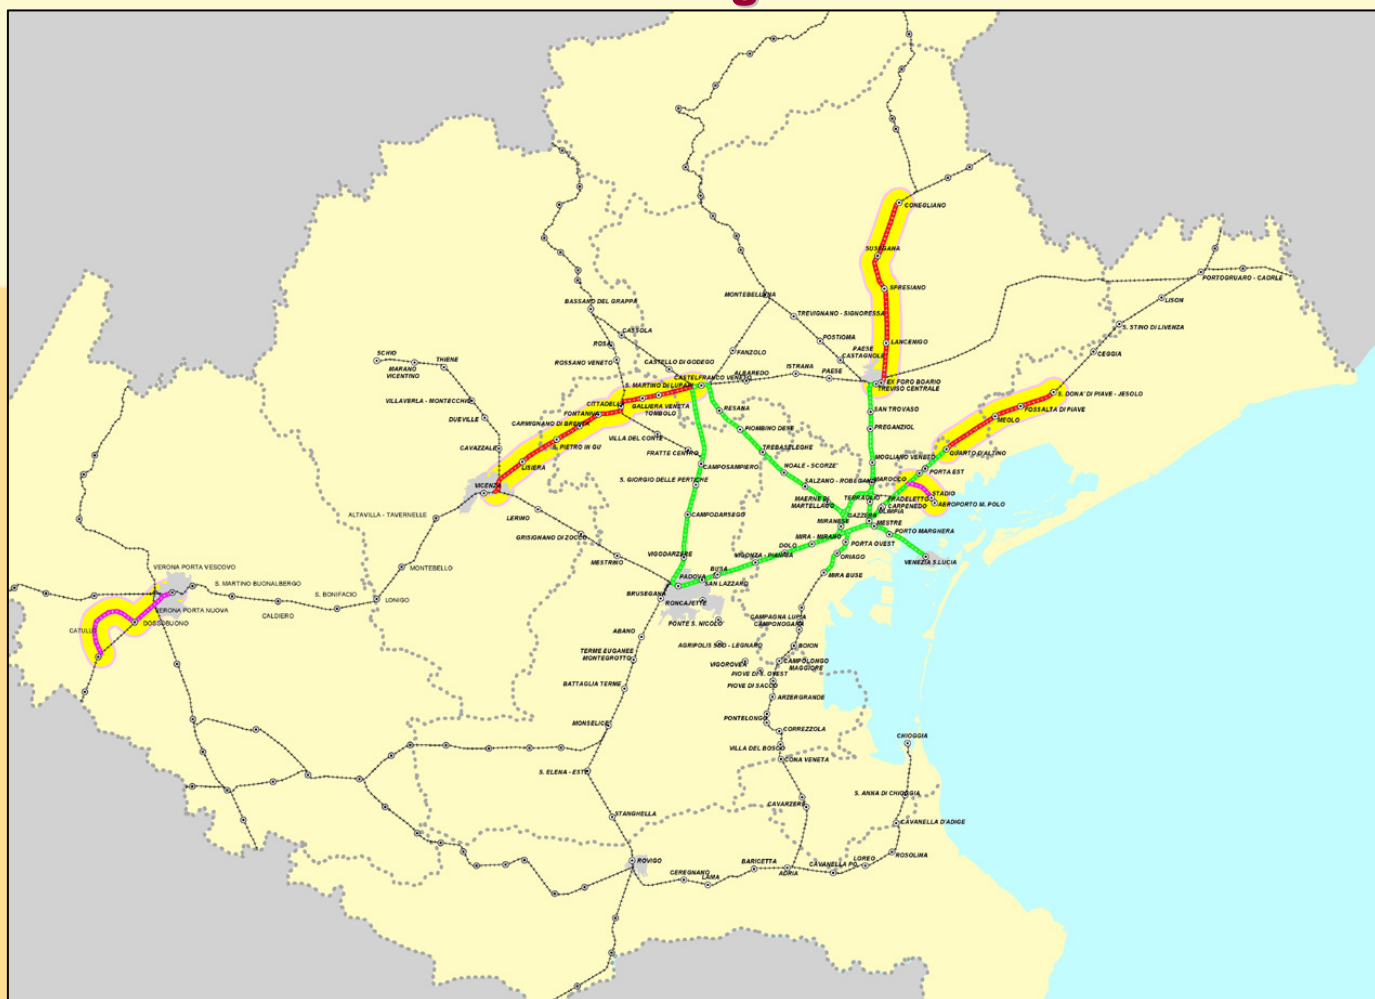 CONEGLIANO
SUSEGANA
PORTOGRUARO - CAORLE
SPRESIANO
MONTEBELLUNA
LISON
BASSANO DEL GRAPPA
TREVIGNANO - SIGNORESSA
S. STINO DI LIVENZA
CASSOLA
POSTIOMA
LANCENIGO
ROSA'
PAESE
CASTAGNOLE
CEGGIA
SCHIO
THIENE
ROSSANO VENETO
FANZOLO
MARANO
VICENTINO
CASTELLO DI GODEGO
ISTRANA
ALBAREDO
PAESE
CASTELFRANCO VENETO
S. MARTINO DI LUPARI
EX FORO BOARIO
TREVISO CENTRALE
S. DONA' DI PIAVE - JESOLO
VILLAVERLA - MONTECCHIO
CITTADELLA
GALLIERA VENETA
TOMBOLO
RESANA
SAN TROVASO
FOSSALTA DI PIAVE
DUEVILLE
FONTANIVA
CARMIGNANO DI BRENTA
PIOMBINO DESE
PREGANZIOL
MEOLO
CAVAZZALE
S. PIETRO IN GU
VILLA DEL CONTE
FRATTE CENTRO
TREBASELEGHE
MOGLIANO VENETO
QUARTO D'ALTINO
LISIERA
CAMPOSAMPIERO
NOALE - SCORZE'
PORTA EST
VICENZA
S. GIORGIO DELLE PERTICHE
SALZANO - ROBEGANO
MAROCCO
STADIO
MAERNE DI
MARTELLAGO
TERRAGLIO
PRADELETTO
CARPENEDO
AEROPORTO M. POLO
ALTAVILLA - TAVERNELLE
LERINO
CAMPODARSEGO
GAZZERA
OLIMPIA
MIRANESE
MESTRE
GRISIGNANO DI ZOCCO
MIRA - MIRANO
PORTO MARGHERA
DOLO
PORTA OUEST
VIGODARZERE
VIGONZA - PIANIGA
ORIAGO
VENEZIA S.LUCIA
MESTRINO
MONTEBELLO
BUSA
MIRA BUSE
VERONA PORTA VESCOVO
S. MARTINO BUONALBERGO
PADOVA
SAN LAZZARO
S. BONIFACIO
LONIGO
BRUSEGANA
RONCAJETTE
VERONA PORTA NUOVA
CALDIERO
DOSSOBUONO
CATULLO
PONTE S. NICOLO'
CAMPAGNA LUPIA
CAMPONOGARA
ABANO
AGRIPOLIS SUD - LEGNARO
BOION
TERME EUGANEE
MONTEGROTTO
VIGOROVEA
CAMPOLONGO
MAGGIORE
PIOVE DI S. OVEST
PIOVE DI SACCO
BATTAGLIA TERME
ARZERGRANDE
MONSELICE
PONTELONGO
CORREZZOLA
CHIOGGIA
VILLA DEL BOSCO
CONA VENETA
S. ELENA - ESTE
S. ANNA DI CHIOGGIA
CAVARZERE
STANGHELLA
CAVANELLA D'ADIGE
ROVIGO
BARICETTA
LOREO
ROSOLINA
CEREGNANO
LAMA
ADRIA
CAVANELLA PO